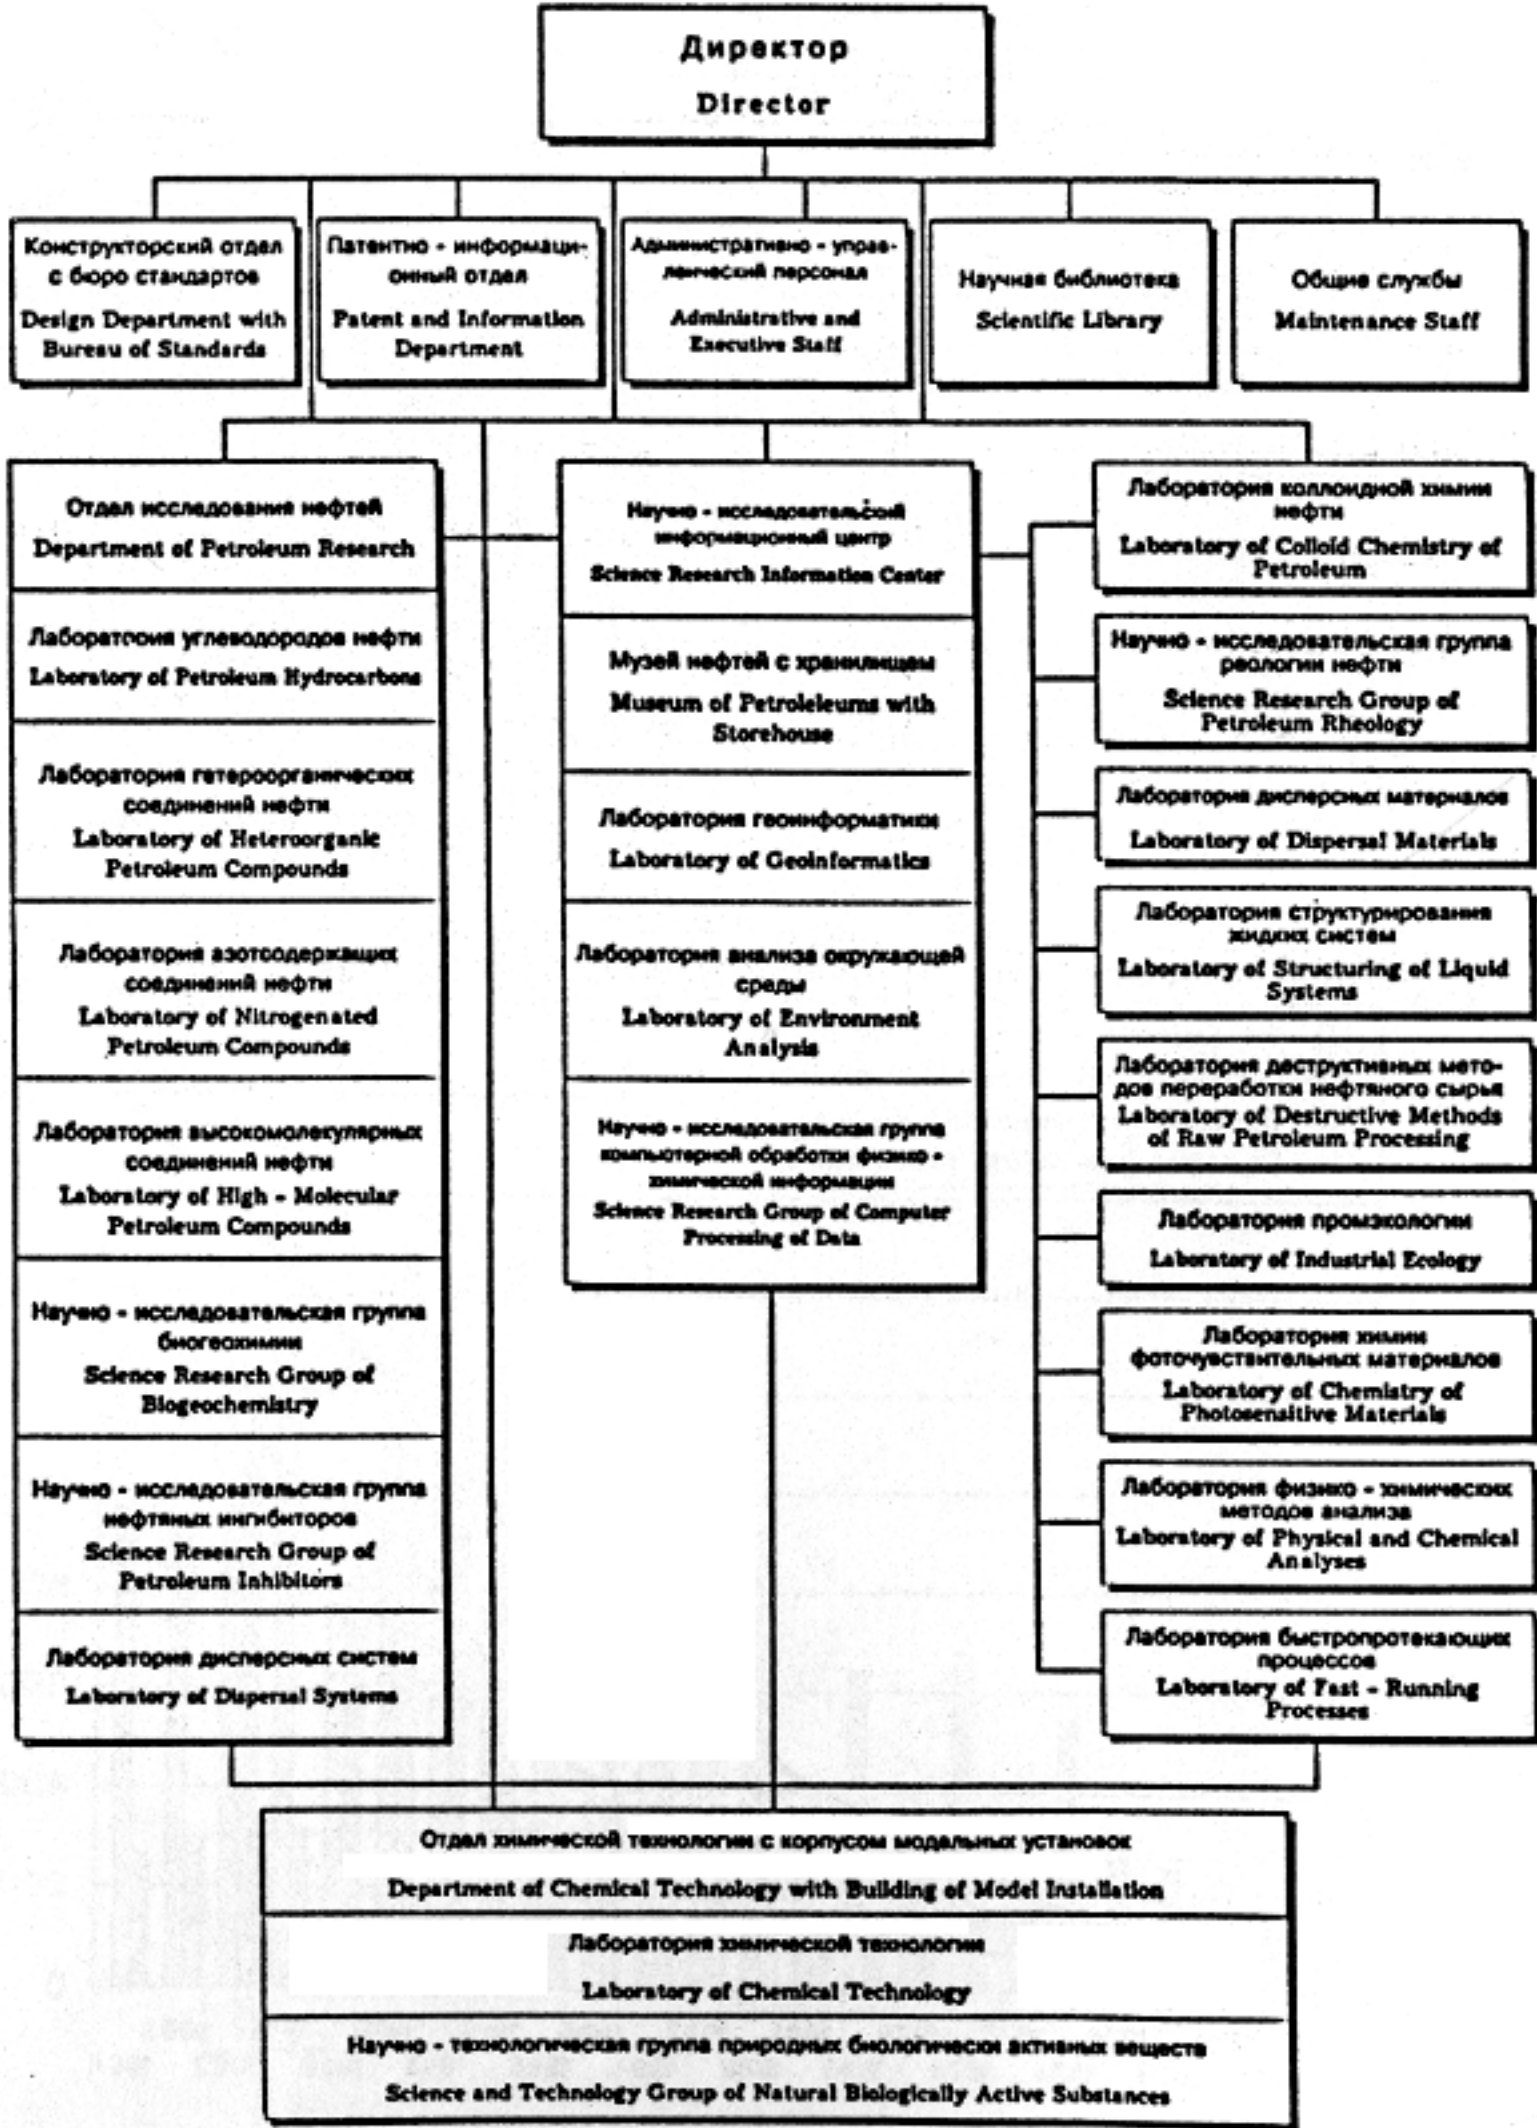 Директор
Director
Конструкторский отдел
с бюро стандартов
Design Department with
Bureau of Standards
Патентно - информаци-
онный отдел
Patent and Information
Department
Административно - управ-
ленческий персонал
Administrative and
Executive Staff
Научная библиотека
Scientific Library
Общие службы
Maintenance Staff
Отдел исследования нефтей
Department of Petroleum Research
Лаборатория углеводородов нефти
Laboratory of Petroleum Hydrocarbons
Лаборатория гетероорганических
соединений нефти
Laboratory of Heteroorganic
Petroleum Compounds
Лаборатория азотсодержащих
соединений нефти
Laboratory of Nitrogenated
Petroleum Compounds
Лаборатория высокомолекулярных
соединений нефти
Laboratory of High - Molecular
Petroleum Compounds
Научно - исследовательская группа
биогеохимии
Science Research Group of
Biogeochemistry
Научно - исследовательская группа
нефтяных ингибиторов
Science Research Group of
Petroleum Inhibitors
Лаборатория дисперсных систем
Laboratory of Dispersal Systems
Научно - исследовательский
информационный центр
Science Research Information Center
Музей нефтей с хранилищем
Museum of Petroleleums with
Storehouse
Лаборатория геоинформатики
Laboratory of Geoinformatics
Лаборатория анализа окружающей
среды
Laboratory of Environment
Analysis
Научно - исследовательская группа
компьютерной обработки физико -
химической информации
Science Research Group of Computer
Processing of Data
Лаборатория коллоидной химии
нефти
Laboratory of Colloid Chemistry of
Petroleum
Научно - исследовательская группа
реологии нефти
Science Research Group of
Petroleum Rheology
Лаборатория дисперсных материалов
Laboratory of Dispersal Materials
Лаборатория структурирования
жидких систем
Laboratory of Structuring of Liquid
Systems
Лаборатория деструктивных мето-
дов переработки нефтяного сырья
Laboratory of Destructive Methods
of Raw Petroleum Processing
Лаборатория промэкологии
Laboratory of Industrial Ecology
Лаборатория химии
фоточувствительных материалов
Laboratory of Chemistry of
Photosensitive Materials
Лаборатория физико - химических
методов анализа
Laboratory of Physical and Chemical
Analyses
Лаборатория быстропротекающих
процессов
Laboratory of Fast - Running
Processes
Отдел химической технологии с корпусом модельных установок
Department of Chemical Technology with Building of Model Installation
Лаборатория химической технологии
Laboratory of Chemical Technology
Научно - технологическая группа природных биологически активных веществ
Science and Technology Group of Natural Biologically Active Substances